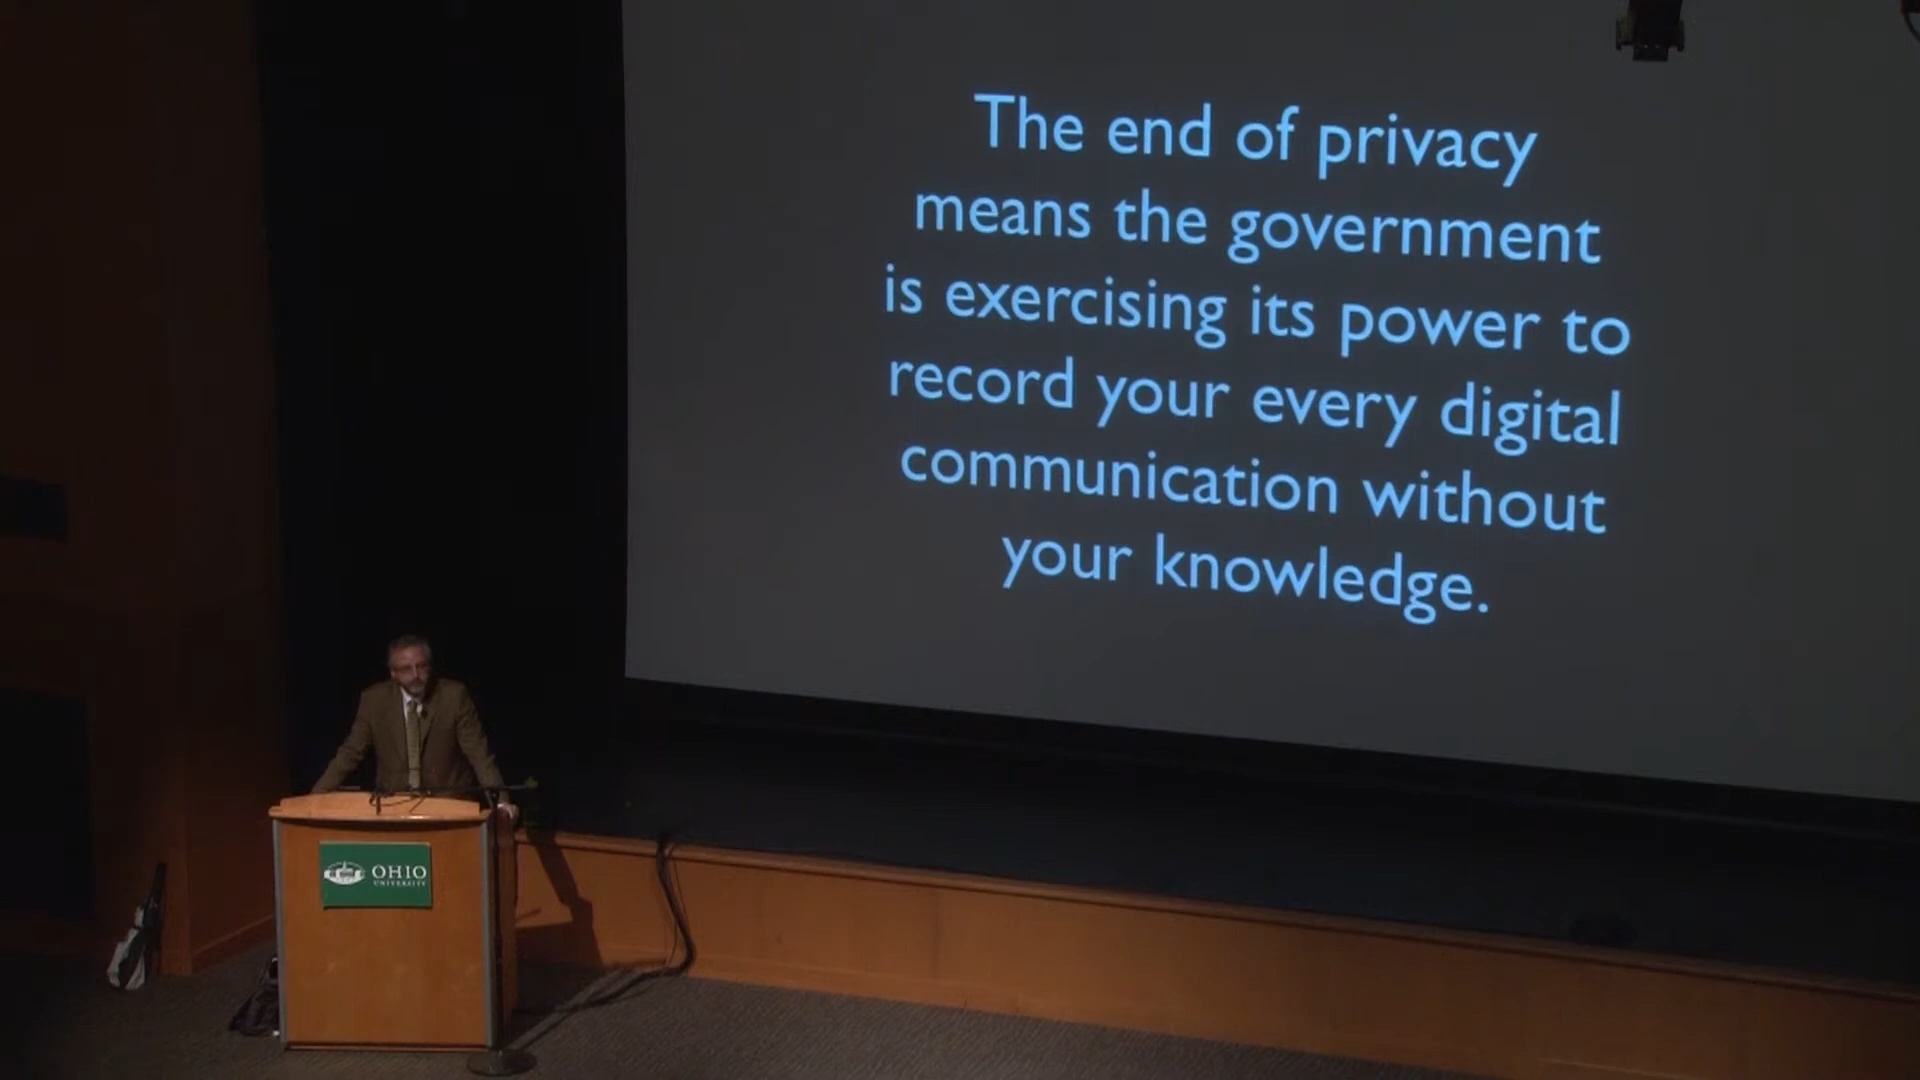 The end of privacy
means the government
is exercising its power to
record your every digital
communication without
your knowledge.
OHIO
UNIVERSITY